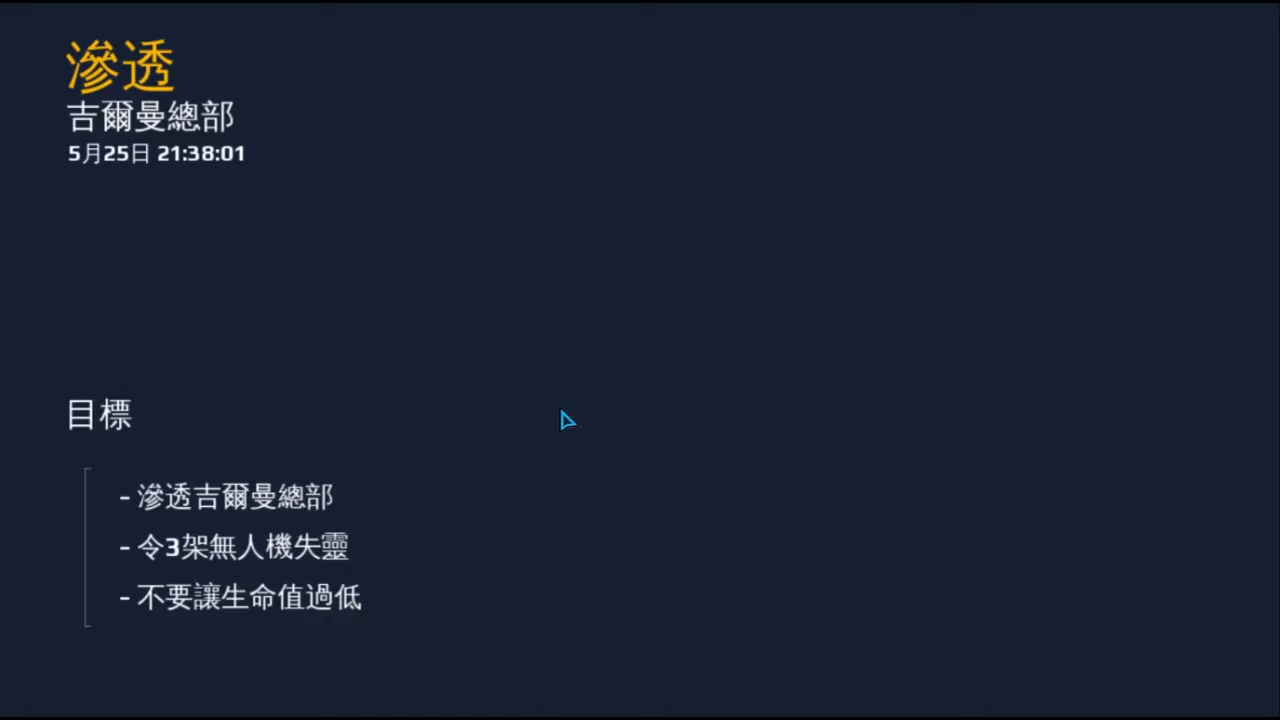 滲透
吉爾曼總部
5月25日 21:38:01
目標
- 滲透吉爾曼總部
- 令3架無人機失靈
- 不要讓生命值過低